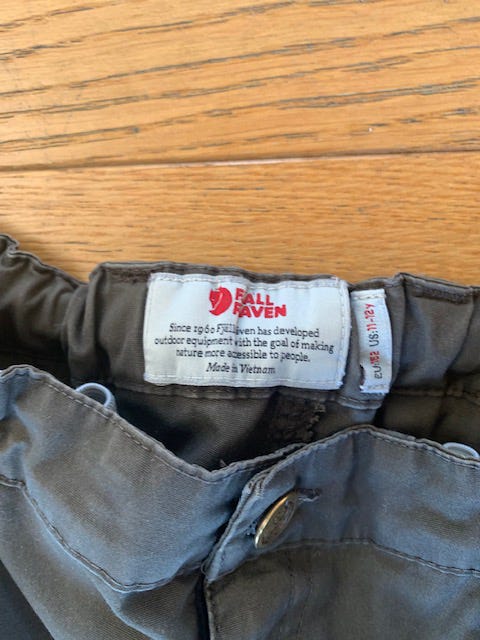 FJÄLL
RÄVEN
Since 1960 Fjällräven has developed
outdoor equipment with the goal of making
nature more accessible to people.
Made in Vietnam
EU:152 US:11-12Y